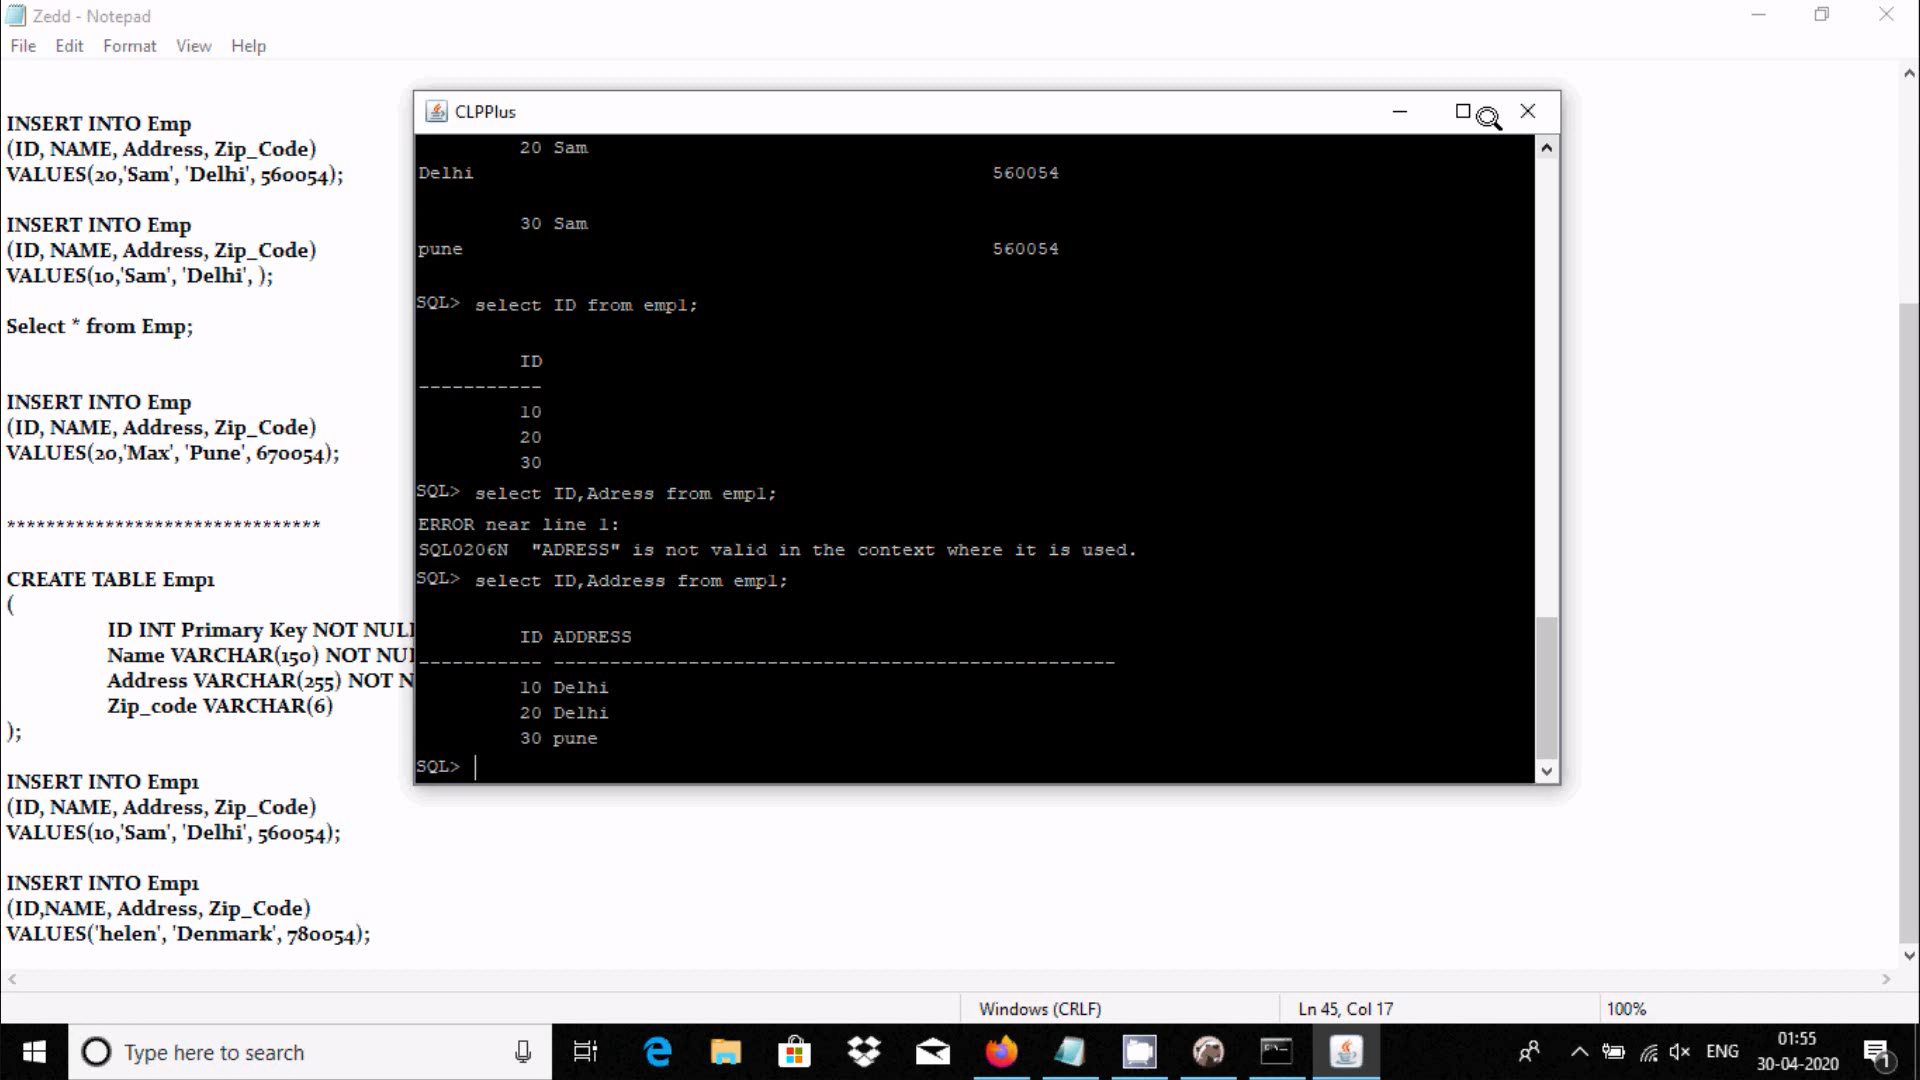 Zedd - Notepad
File Edit Format View Help
INSERT INTO Emp
(ID, NAME, Address, Zip_Code)
VALUES(20,'Sam', 'Delhi', 560054);
INSERT INTO Emp
(ID, NAME, Address, Zip_Code)
VALUES(10,'Sam', 'Delhi', );
Select * from Emp;
INSERT INTO Emp
(ID, NAME, Address, Zip_Code)
VALUES(20,'Max', 'Pune', 670054);
********************************
CREATE TABLE Emp1
(
ID INT Primary Key NOT NULL
Name VARCHAR(150) NOT NUL
Address VARCHAR(255) NOT N
Zip_code VARCHAR(6)
);
INSERT INTO Emp1
(ID, NAME, Address, Zip_Code)
VALUES(10,'Sam', 'Delhi', 560054);
INSERT INTO Emp1
(ID,NAME, Address, Zip_Code)
VALUES('helen', 'Denmark', 780054);
CLPPlus
20 Sam
Delhi 560054
30 Sam
pune 560054
SQL> select ID from emp1;
ID
-----------
10
20
30
SQL> select ID,Adress from emp1;
ERROR near line 1:
SQL0206N "ADRESS" is not valid in the context where it is used.
SQL> select ID,Address from emp1;
ID ADDRESS
----------- --------------------------------------------------
10 Delhi
20 Delhi
30 pune
SQL>
Windows (CRLF) Ln 45, Col 17 100%
Type here to search
ENG
01:55
30-04-2020
1